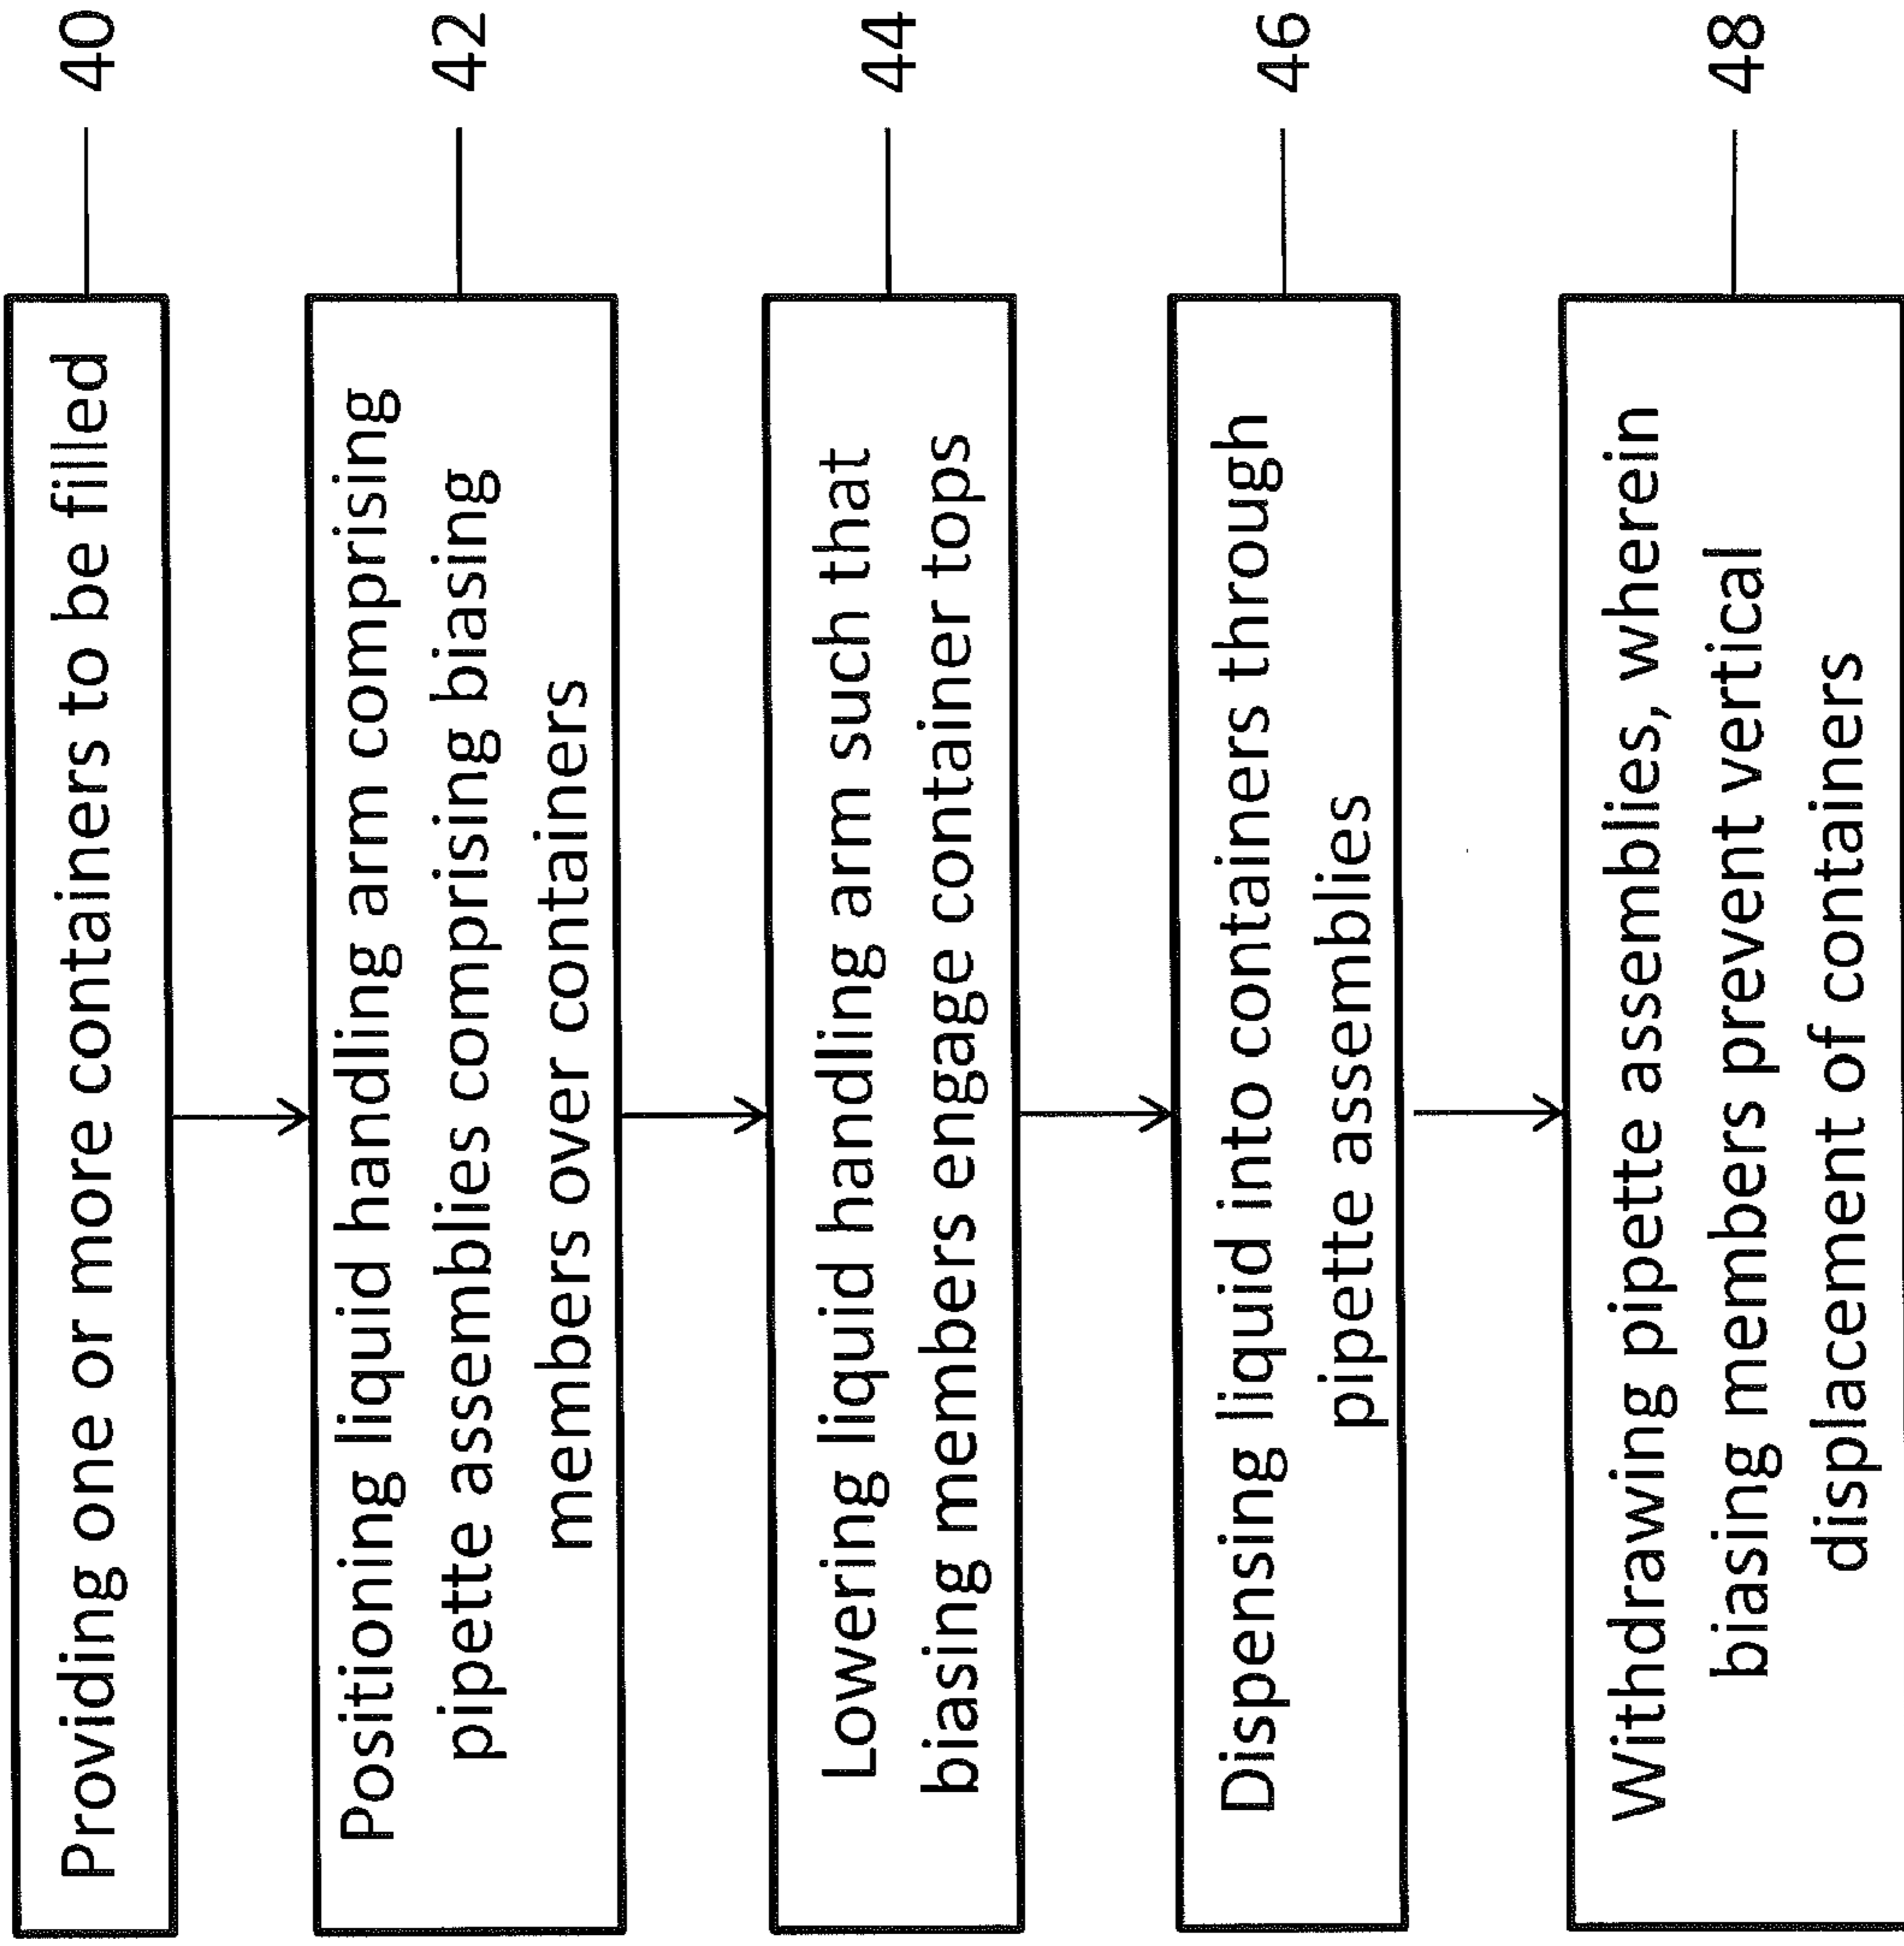 Providing one or more containers to be filled
40
Positioning liquid handling arm comprising
pipette assemblies comprising biasing
members over containers
42
Lowering liquid handling arm such that
biasing members engage container tops
44
Dispensing liquid into containers through
pipette assemblies
46
Withdrawing pipette assemblies, wherein
biasing members prevent vertical
displacement of containers
48